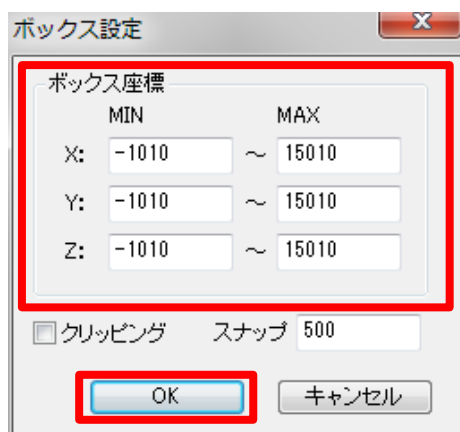 ボックス設定
ボックス座標
MIN MAX
X: -1010 ～ 15010
Y: -1010 ～ 15010
Z: -1010 ～ 15010
クリッピング スナップ 500
OK キャンセル